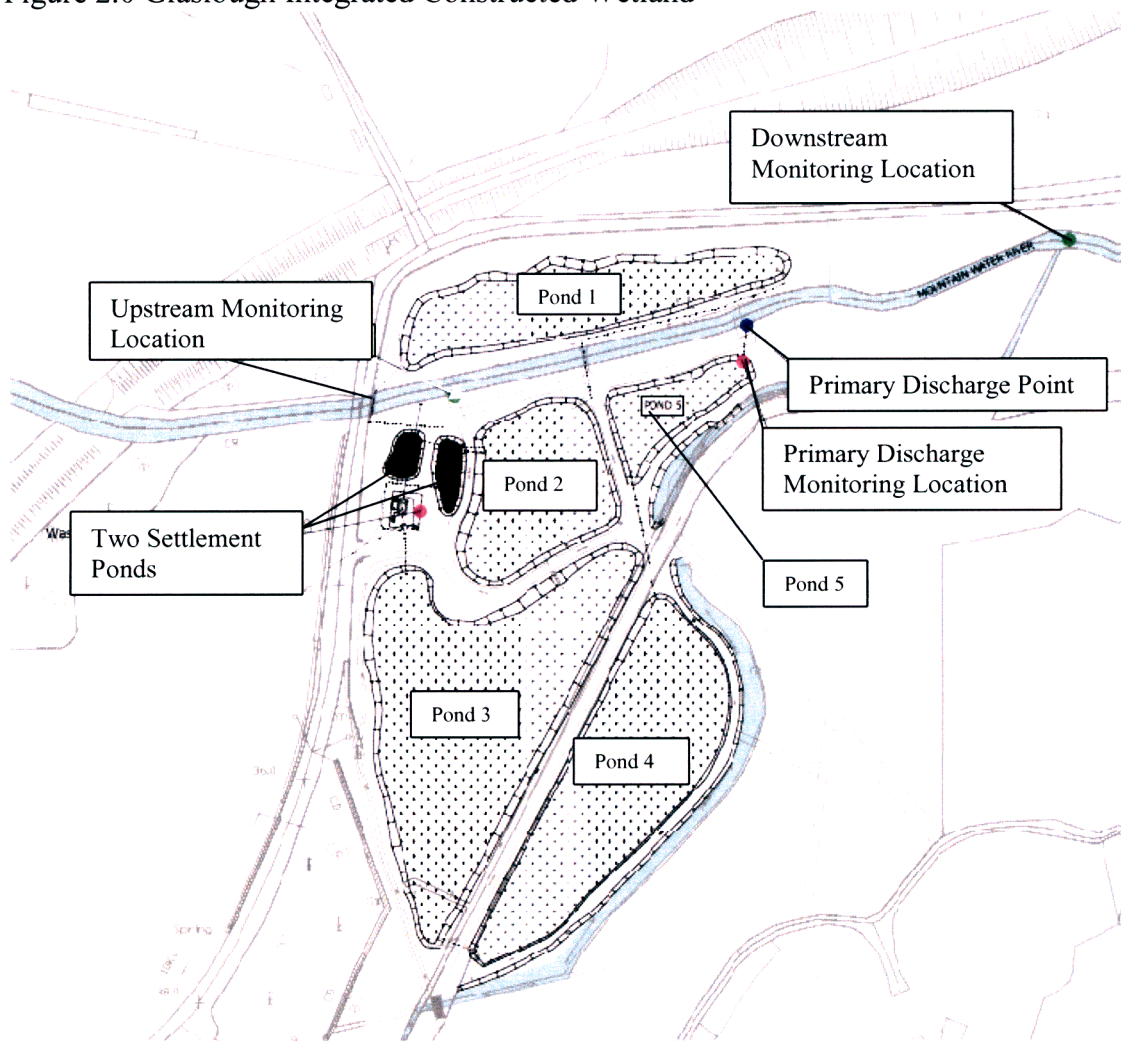 Figure 2.0 Glaslough Integrated Constructed Wetland
Downstream
Monitoring Location
MOUNTAIN WATER RIVER
Upstream Monitoring
Location
Pond 1
Primary Discharge Point
POND 5
Primary Discharge
Monitoring Location
Pond 2
Two Settlement
Ponds
Was
Pond 5
Pond 3
Pond 4
Spring